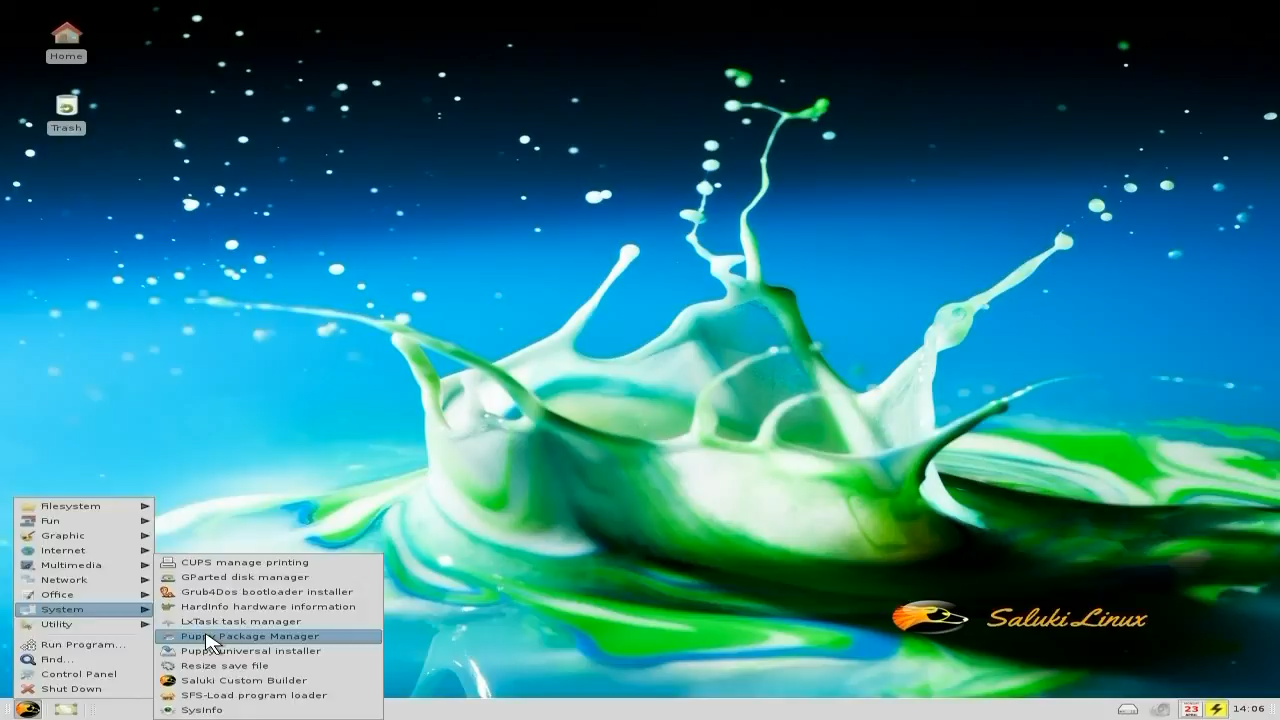 Home
Trash
Filesystem
Fun
Graphic
Internet
Multimedia
Network
Office
System
Utility
Run Program...
Find...
Control Panel
Shut Down
CUPS manage printing
GParted disk manager
Grub4Dos bootloader installer
HardInfo hardware information
LxTask task manager
Puppy Package Manager
Puppy universal installer
Resize save file
Saluki Custom Builder
SFS-Load program loader
SysInfo
Saluki Linux
23
14:06